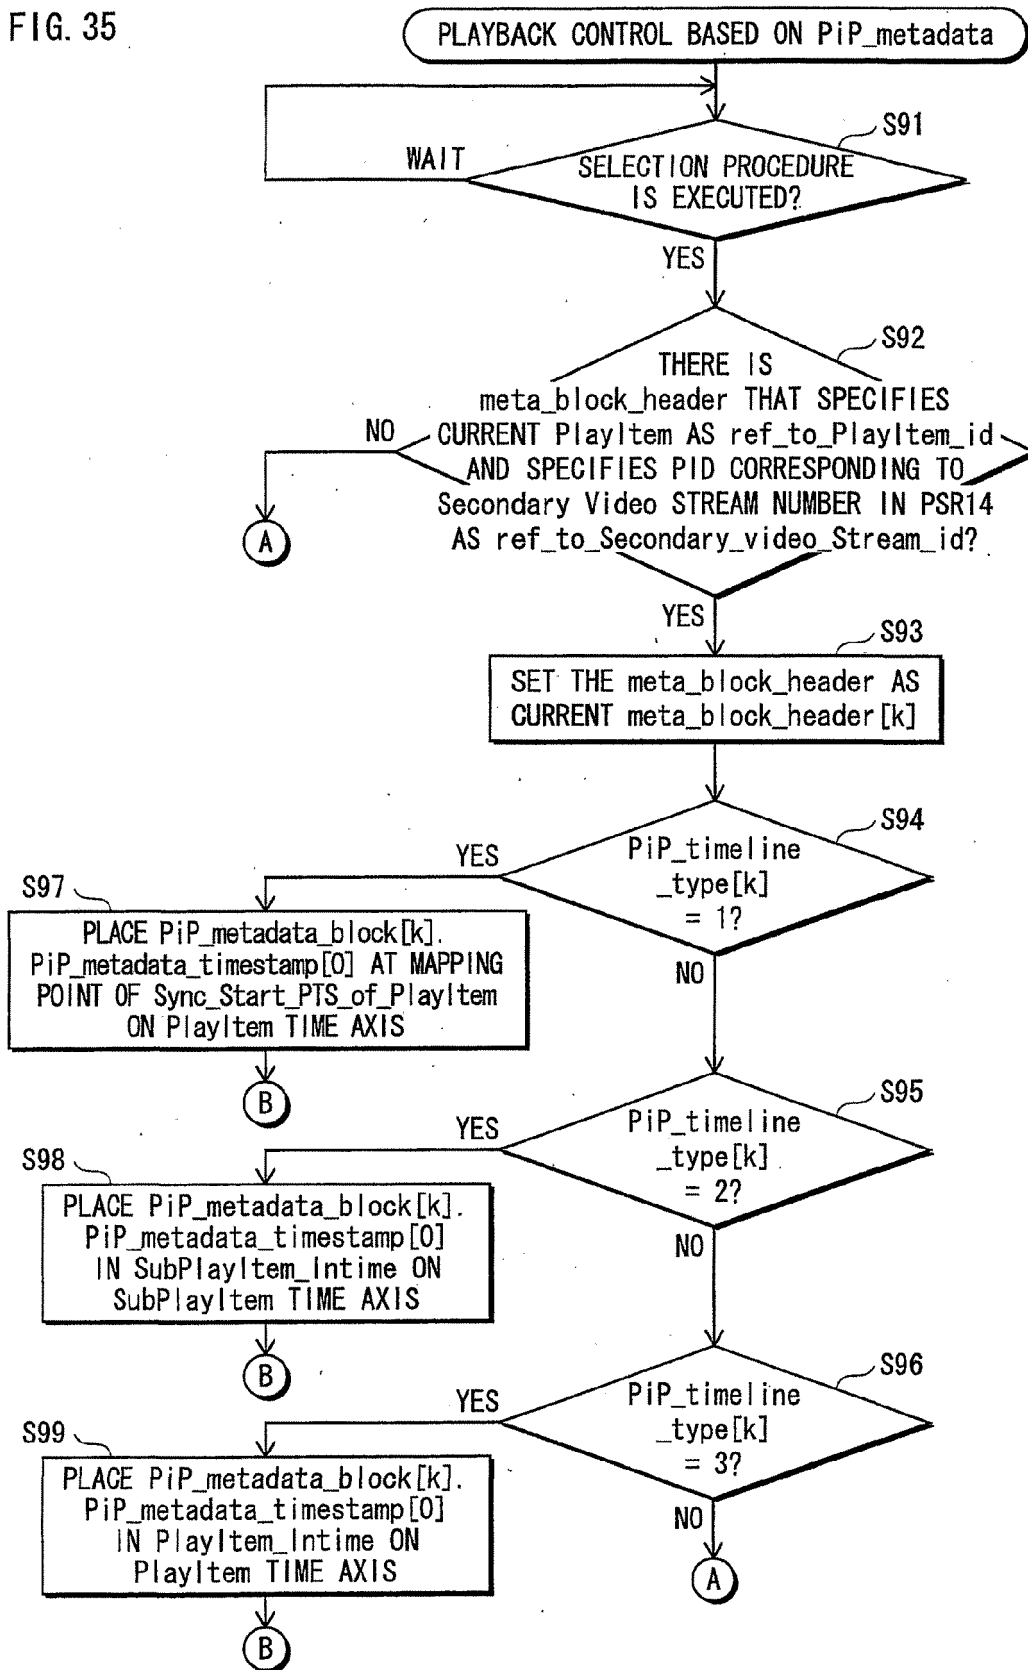 FIG. 35
PLAYBACK CONTROL BASED ON PiP_metadata
S91
WAIT
SELECTION PROCEDURE
IS EXECUTED?
YES
S92
THERE IS
meta_block_header THAT SPECIFIES
NO
CURRENT PlayItem AS ref_to_PlayItem_id
AND SPECIFIES PID CORRESPONDING TO
Secondary Video STREAM NUMBER IN PSR14
AS ref_to_Secondary_video_Stream_id?
A
YES
S93
SET THE meta_block_header AS
CURRENT meta_block_header[k]
S94
YES
PiP_timeline
_type[k]
= 1?
S97
PLACE PiP_metadata_block[k].
PiP_metadata_timestamp[0] AT MAPPING
POINT OF Sync_Start_PTS_of_PlayItem
ON PlayItem TIME AXIS
NO
B
S95
YES
PiP_timeline
_type[k]
= 2?
S98
PLACE PiP_metadata_block[k].
PiP_metadata_timestamp[0]
IN SubPlayItem_Intime ON
SubPlayItem TIME AXIS
NO
B
S96
YES
PiP_timeline
_type[k]
= 3?
S99
PLACE PiP_metadata_block[k].
PiP_metadata_timestamp[0]
IN PlayItem_Intime ON
PlayItem TIME AXIS
NO
A
B